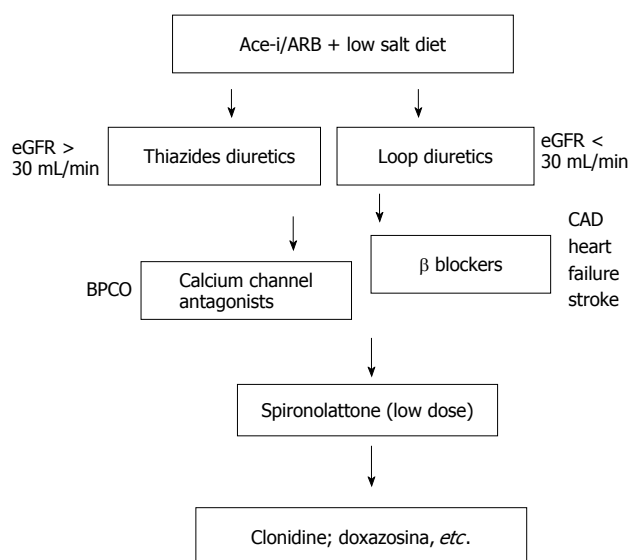 Ace-i/ARB + low salt diet
eGFR >
30 mL/min
Thiazides diuretics
Loop diuretics
eGFR <
30 mL/min
BPCO
Calcium channel
antagonists
β blockers
CAD
heart
failure
stroke
Spironolattone (low dose)
Clonidine; doxazosina, etc.